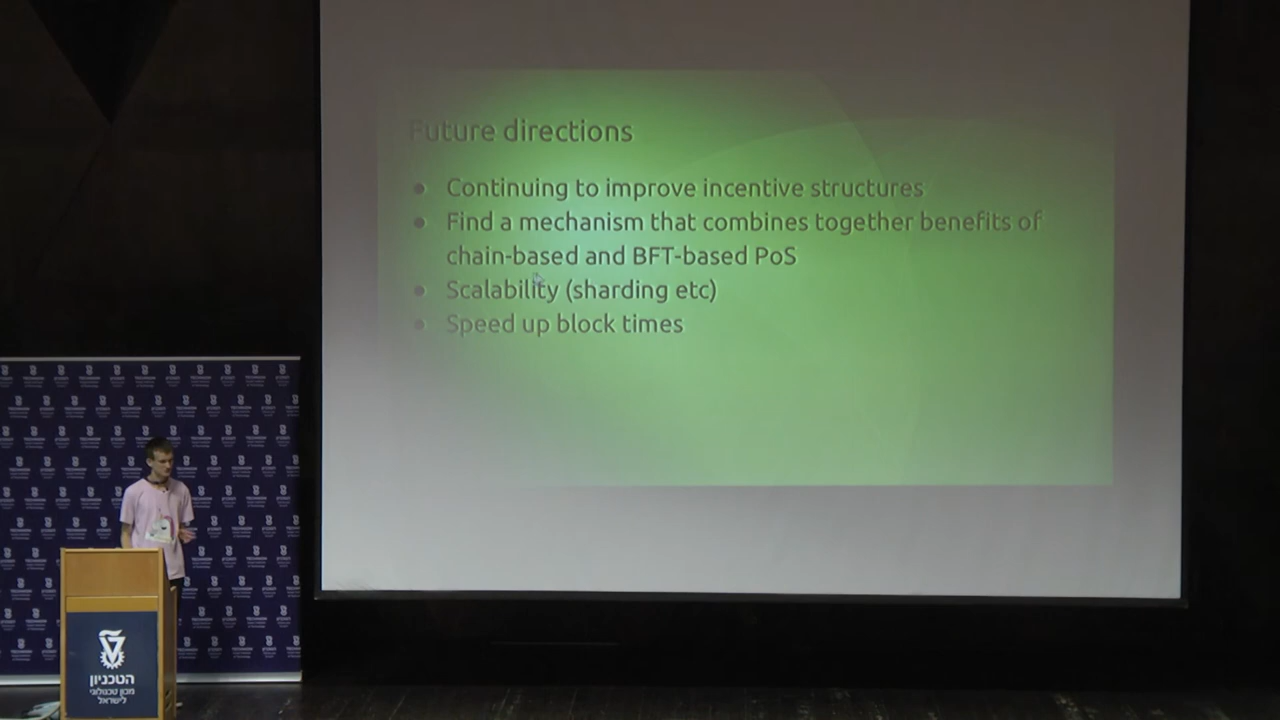 Future directions
Continuing to improve incentive structures
Find a mechanism that combines together benefits of
chain-based and BFT-based PoS
Scalability (sharding etc)
Speed up block times
הטכניון
מכון טכנולוגי
לישראל